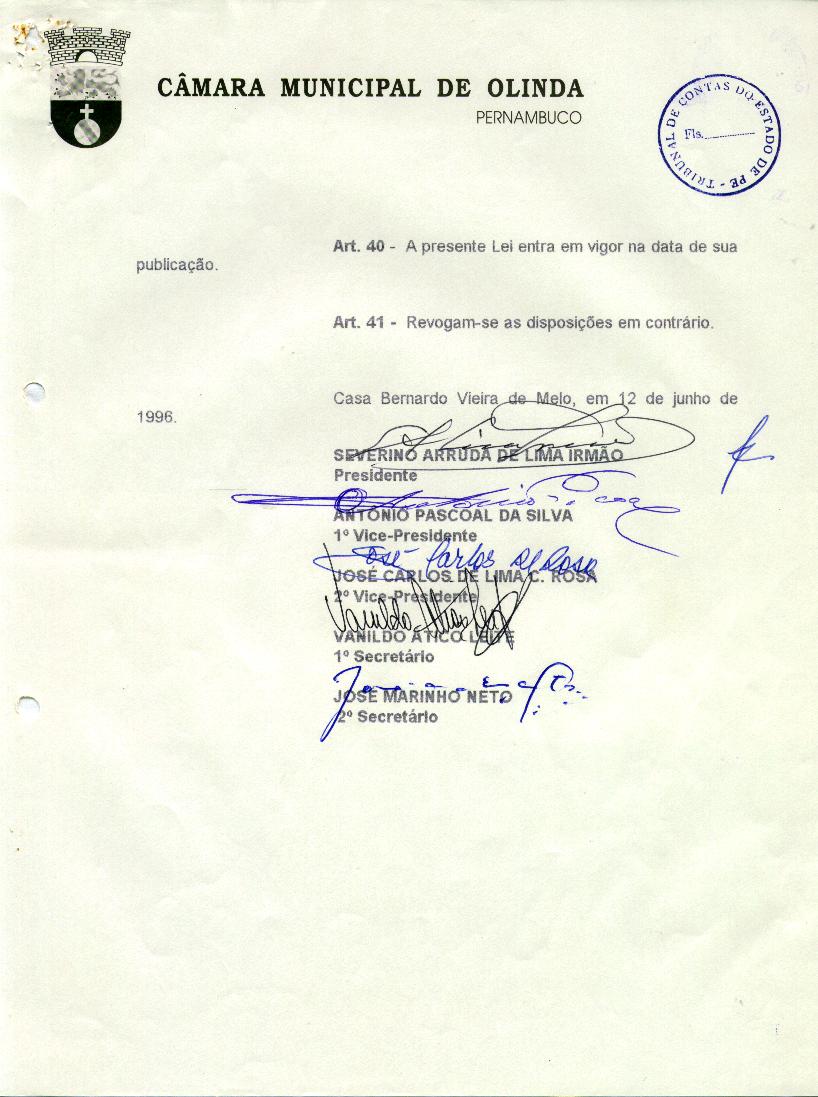 CÂMARA MUNICIPAL DE OLINDA
PERNAMBUCO
TRIBUNAL DE CONTAS DO ESTADO DE PE -
Fls.
Art. 40 - A presente Lei entra em vigor na data de sua
publicação.
Art. 41 - Revogam-se as disposições em contrário.
Casa Bernardo Vieira de Melo, em 12 de junho de
1996.
SEVERINO ARRUDA DE LIMA IRMÃO
Presidente
ANTONIO PASCOAL DA SILVA
1º Vice-Presidente
José Carlos
JOSÉ CARLOS DE LIMA C. ROSA
2º Vice-Presidente
Vanildo Atico Leite
VANILDO ATICO LEITE
1º Secretário
JOSÉ MARINHO NETO
2º Secretário